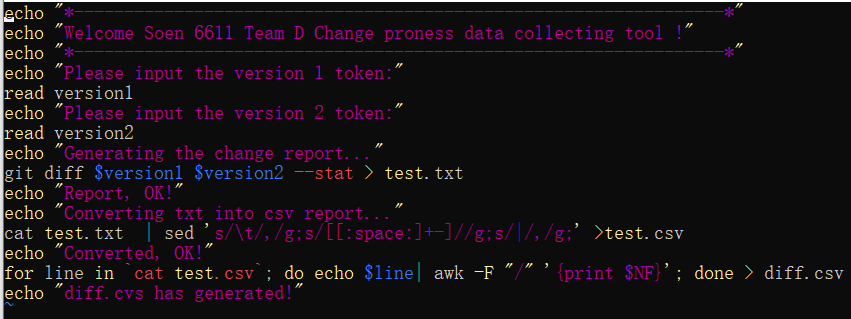 echo "*-----------------------------------------------------------------*"
echo "Welcome Soen 6611 Team D Change proness data collecting tool !"
echo "*-----------------------------------------------------------------*"
echo "Please input the version 1 token:"
read version1
echo "Please input the version 2 token:"
read version2
echo "Generating the change report..."
git diff $version1 $version2 --stat > test.txt
echo "Report, OK!"
echo "Converting txt into csv report..."
cat test.txt  | sed 's/\t/,/g;s/[[:space:]+-]//g;s/|/,/g;' >test.csv
echo "Converted, OK!"
for line in `cat test.csv`; do echo $line| awk -F "/" '{print $NF}'; done > diff.csv
echo "diff.cvs has generated!"
~